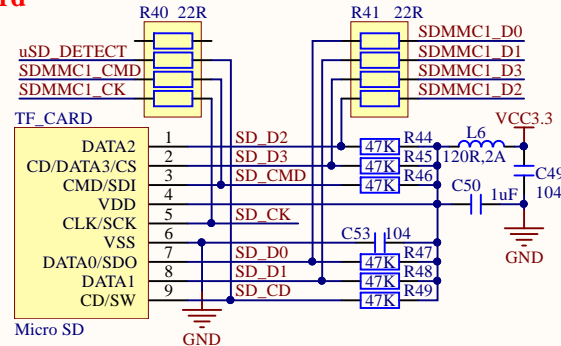 rd
R40 22R
R41 22R
SDMMC1_D0
uSD_DETECT
SDMMC1_D1
SDMMC1_CMD
SDMMC1_D3
SDMMC1_CK
SDMMC1_D2
TF_CARD
VCC3.3
L6
120R,2A
DATA2 1 SD_D2 47K R44
CD/DATA3/CS 2 SD_D3 47K R45
CMD/SDI 3 SD_CMD 47K R46
C49
104
VDD 4
C50
1uF
CLK/SCK 5 SD_CK
VSS 6
C53 104
DATA0/SDO 7 SD_D0 47K R47
DATA1 8 SD_D1 47K R48
CD/SW 9 SD_CD 47K R49
GND
Micro SD
GND